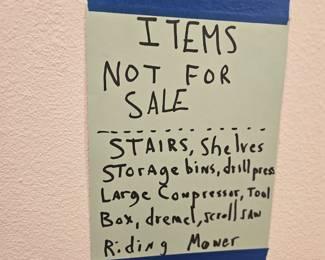 ITEMS
NOT FOR
SALE
STAIRS, Shelves
Storage bins, drill press
Large Compressor, Tool
Box, dremel, scroll saw
Riding Mower